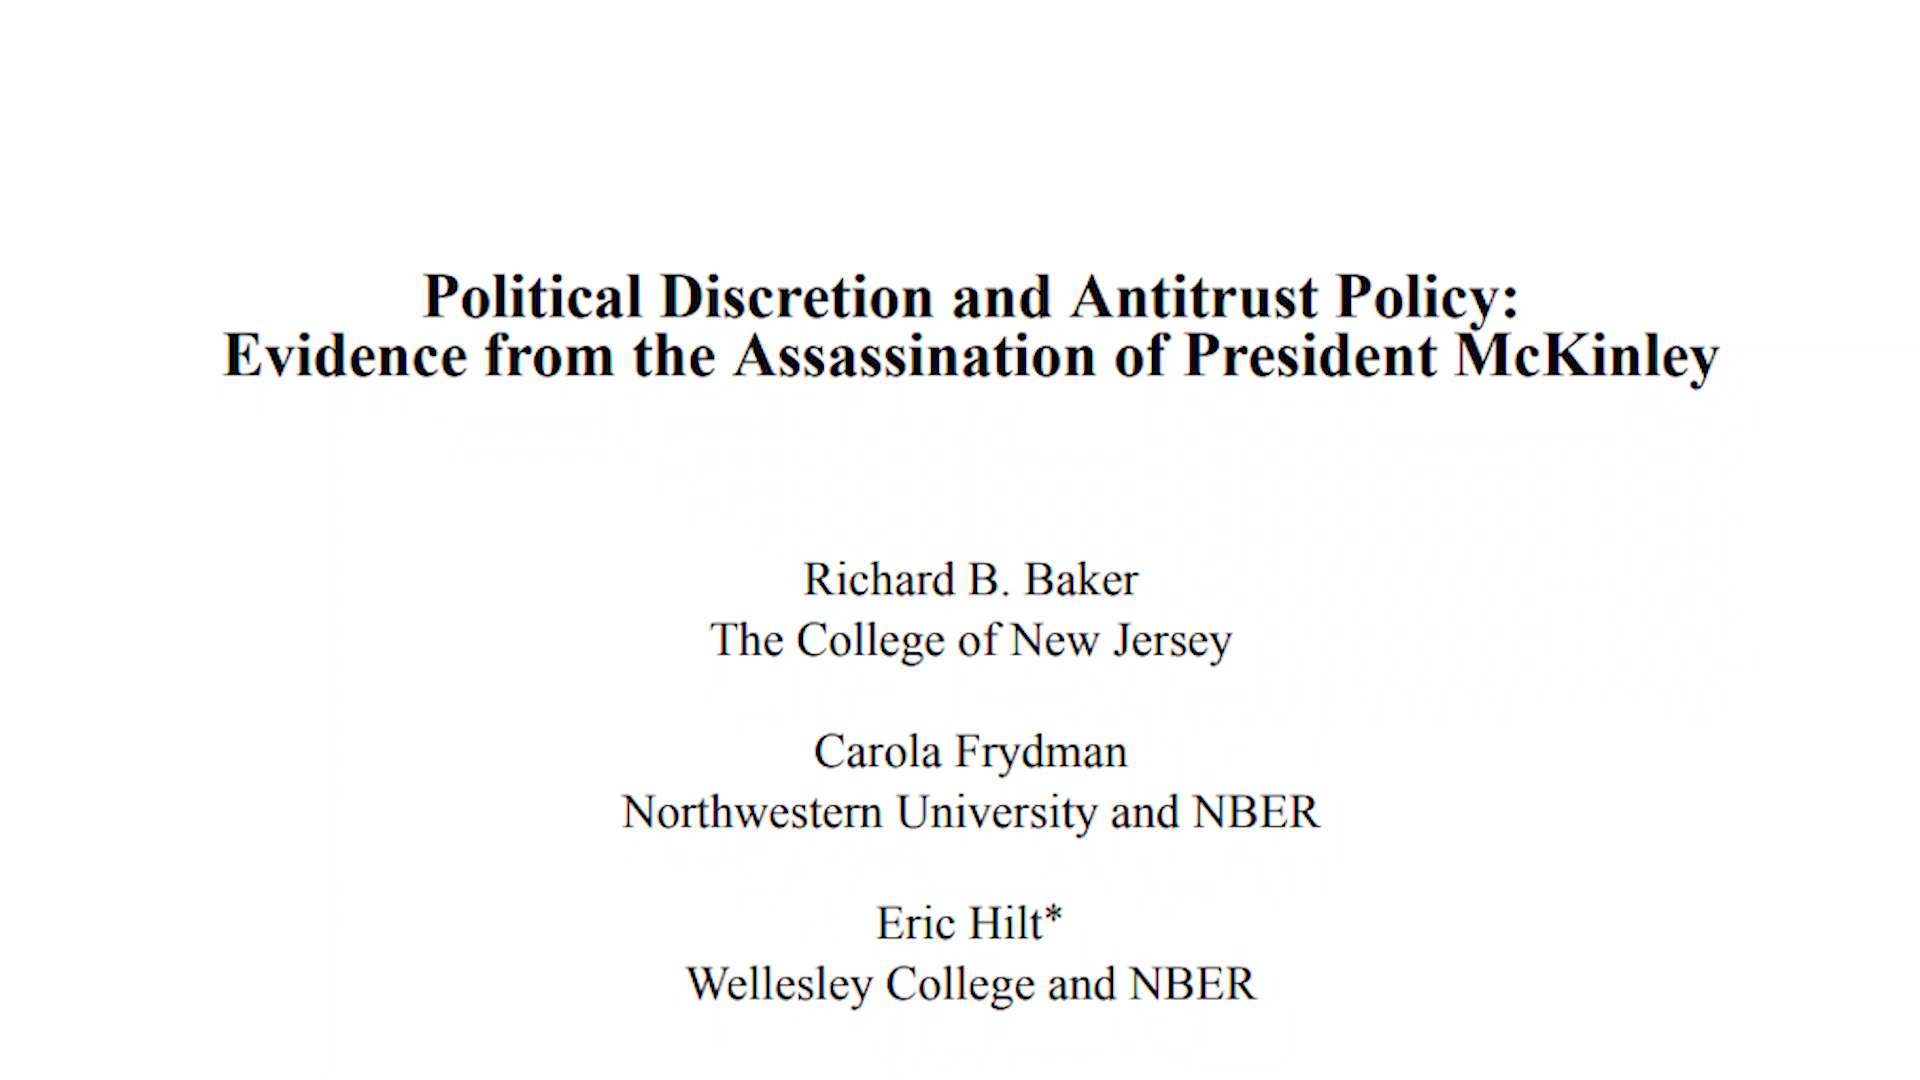 Political Discretion and Antitrust Policy:
Evidence from the Assassination of President McKinley
Richard B. Baker
The College of New Jersey
Carola Frydman
Northwestern University and NBER
Eric Hilt*
Wellesley College and NBER